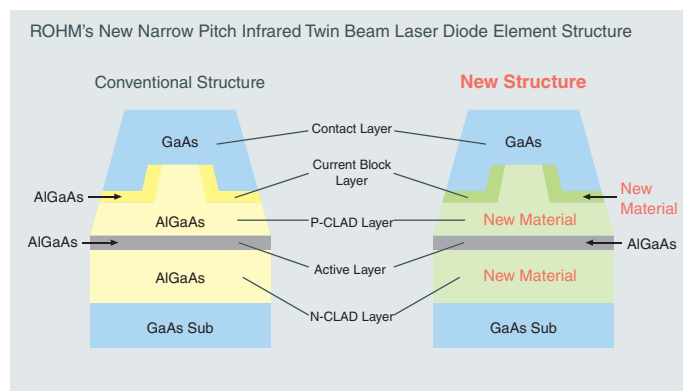 ROHM's New Narrow Pitch Infrared Twin Beam Laser Diode Element Structure
Conventional Structure
New Structure
GaAs
Contact Layer
GaAs
Current Block
Layer
AlGaAs
New
Material
AlGaAs
P-CLAD Layer
New Material
AlGaAs
AlGaAs
Active Layer
AlGaAs
New Material
N-CLAD Layer
GaAs Sub
GaAs Sub